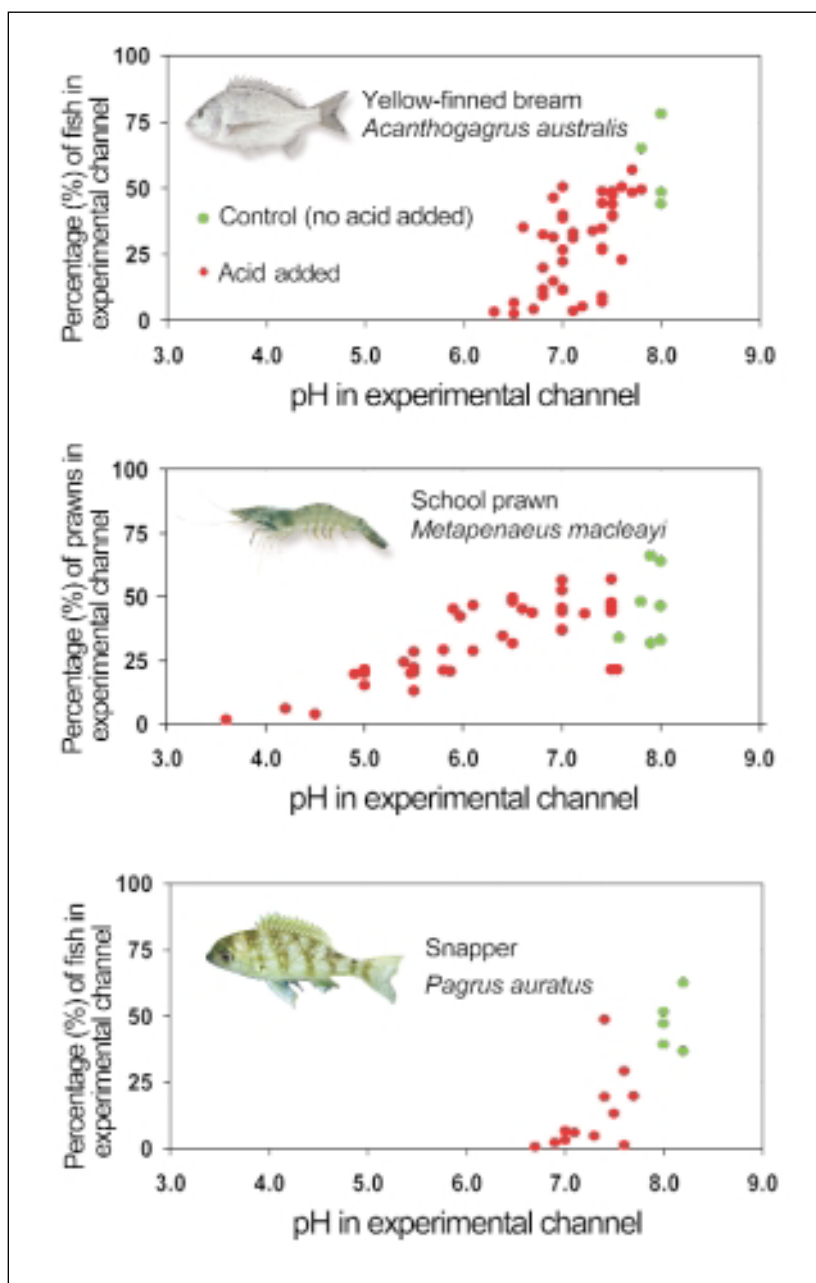 Percentage (%) of fish in
experimental channel
100
75
50
25
0
Yellow-finned bream
Acanthogagrus australis
Control (no acid added)
Acid added
3.0 4.0 5.0 6.0 7.0 8.0 9.0
pH in experimental channel
Percentage (%) of prawns in
experimental channel
100
75
50
25
0
School prawn
Metapenaeus macleayi
3.0 4.0 5.0 6.0 7.0 8.0 9.0
pH in experimental channel
Percentage (%) of fish in
experimental channel
100
75
50
25
0
Snapper
Pagrus auratus
3.0 4.0 5.0 6.0 7.0 8.0 9.0
pH in experimental channel